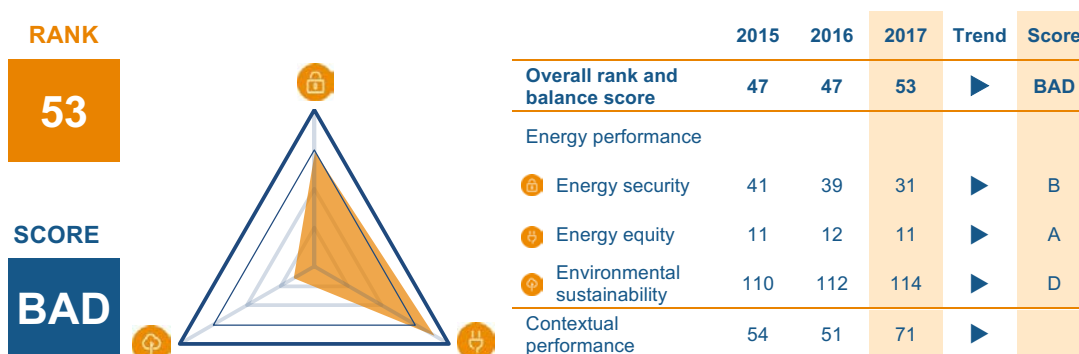 RANK
53
SCORE
BAD
2015 2016 2017 Trend Score
Overall rank and
balance score 47 47 53 BAD
Energy performance
Energy security 41 39 31 B
Energy equity 11 12 11 A
Environmental
sustainability 110 112 114 D
Contextual
performance 54 51 71